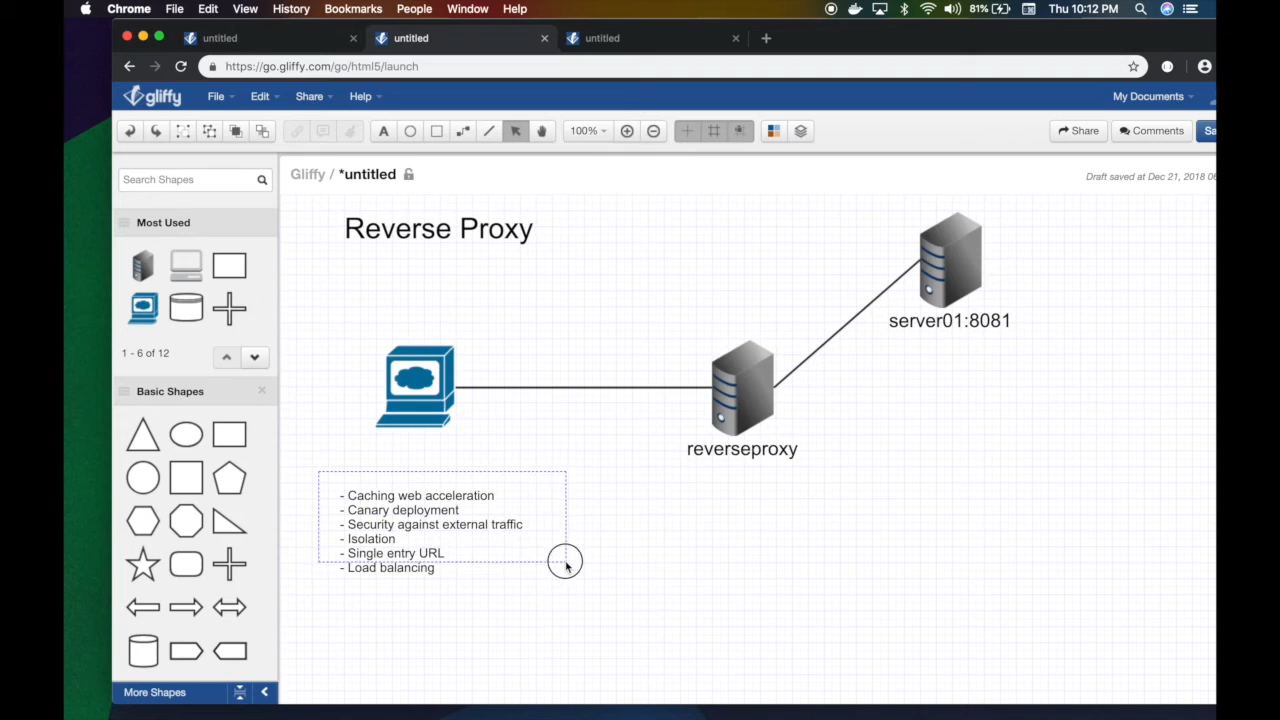 Chrome File Edit View History Bookmarks People Window Help 81% Thu 10:12 PM
untitled untitled untitled
https://go.gliffy.com/go/html5/launch
gliffy File Edit Share Help My Documents
A 100% Share Comments Sa
Search Shapes Gliffy / *untitled Draft saved at Dec 21, 2018 06
Most Used
Reverse Proxy
server01:8081
1 - 6 of 12
Basic Shapes
reverseproxy
- Caching web acceleration
- Canary deployment
- Security against external traffic
- Isolation
- Single entry URL
- Load balancing
More Shapes